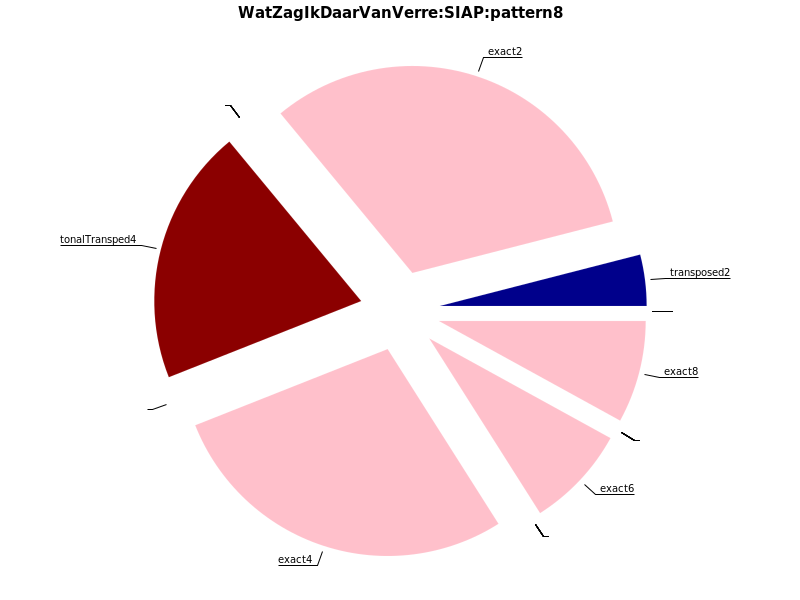 WatZagIkDaarVanVerre:SIAP:pattern8
exact2
tonalTransped4
transposed2
exact8
exact6
exact4